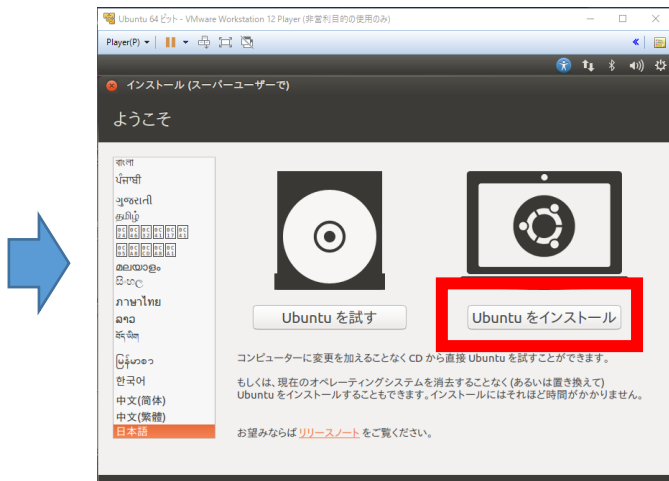 Ubuntu 64 ビット - VMware Workstation 12 Player (非営利目的の使用のみ)
Player(P)
インストール (スーパーユーザーで)
ようこそ
বাংলা
ਪੰਜਾਬੀ
ગુજરાતી
தமிழ்
മലയാളം
සිංහල
ภาษาไทย
ລາວ
རྫོང་ཁ
မြန်မာစာ
한국어
中文(简体)
中文(繁體)
日本語
Ubuntu を試す
Ubuntu をインストール
コンピューターに変更を加えることなく CD から直接 Ubuntu を試すことができます。
もしくは、現在のオペレーティングシステムを消去することなく(あるいは置き換えて)
Ubuntu をインストールすることもできます。インストールにはそれほど時間がかかりません。
お望みならば リリースノート をご覧ください。